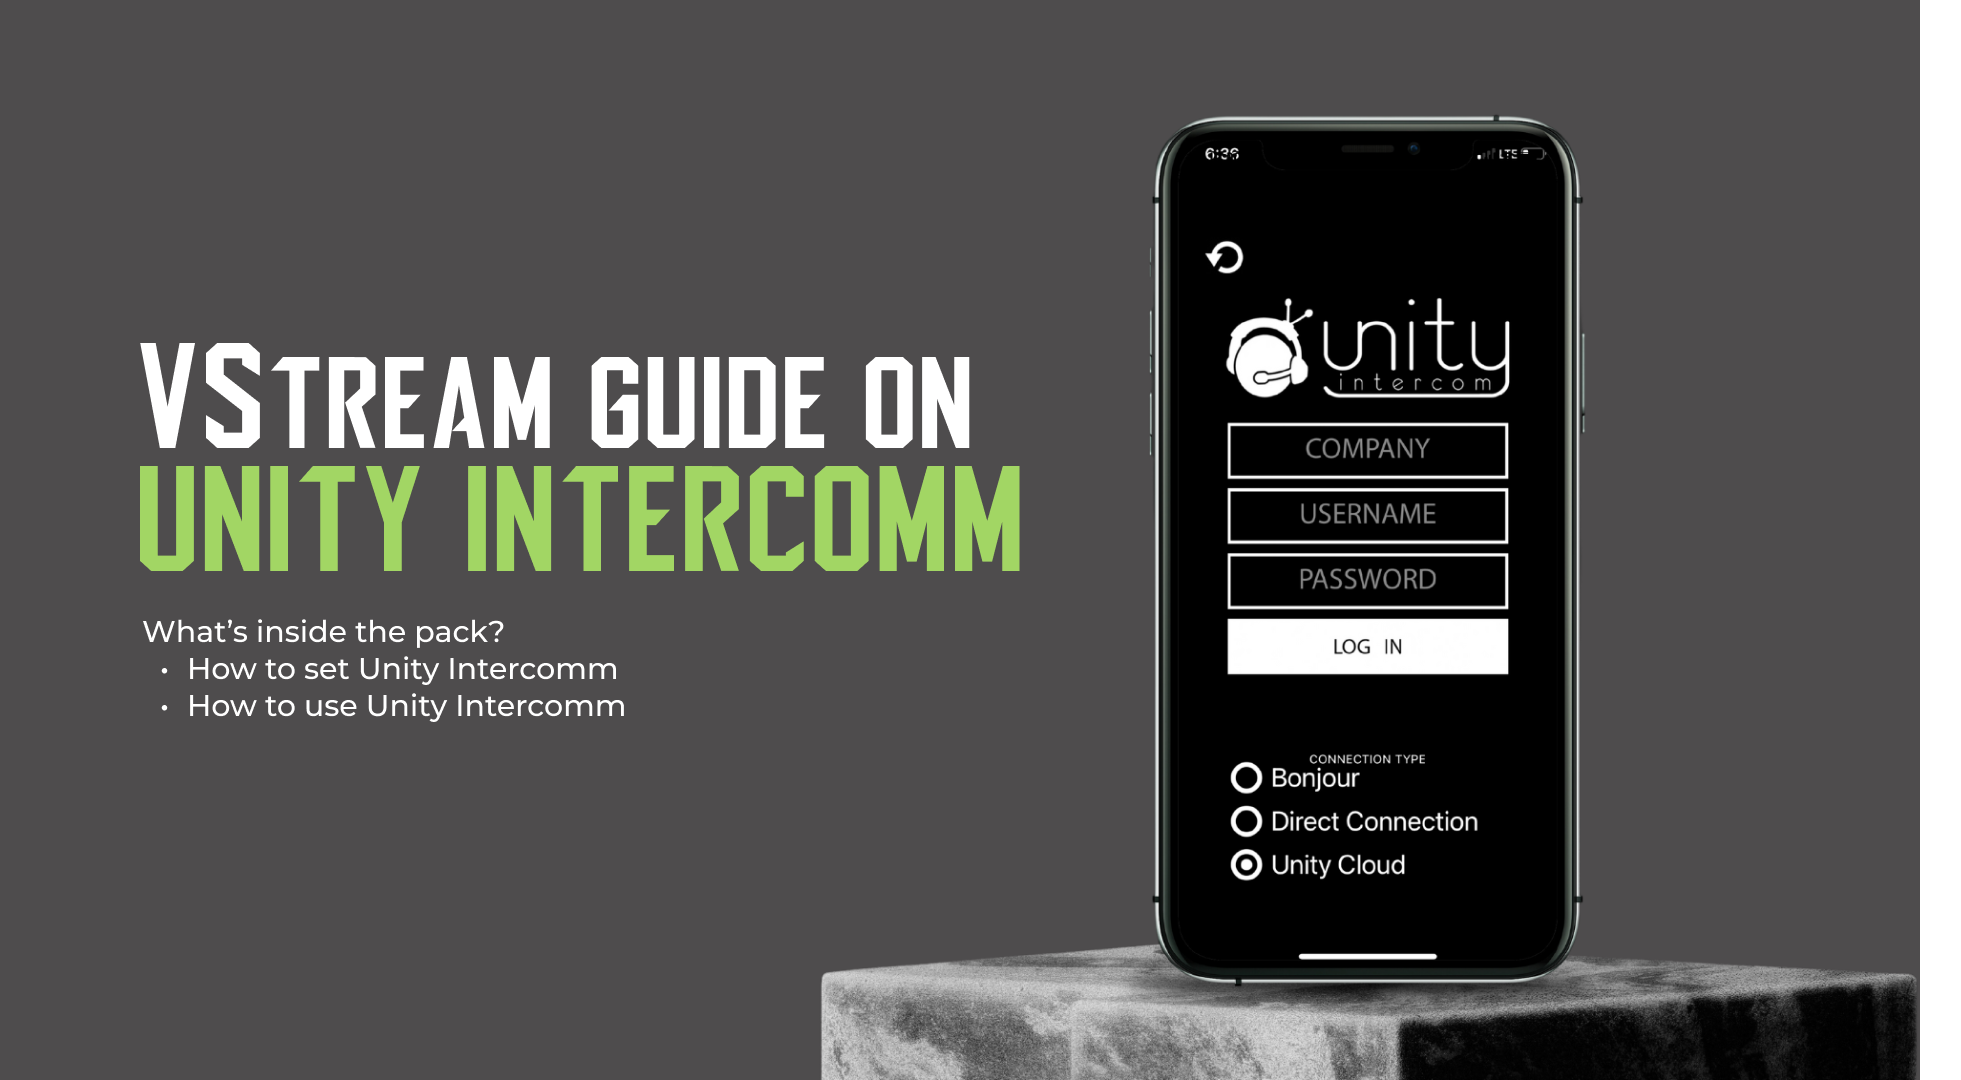 VStream guide on
UNITY INTERCOMM
What's inside the pack?
• How to set Unity Intercomm
• How to use Unity Intercomm
6:36
LTE
unity
intercom
COMPANY
USERNAME
PASSWORD
LOG IN
CONNECTION TYPE
Bonjour
Direct Connection
Unity Cloud